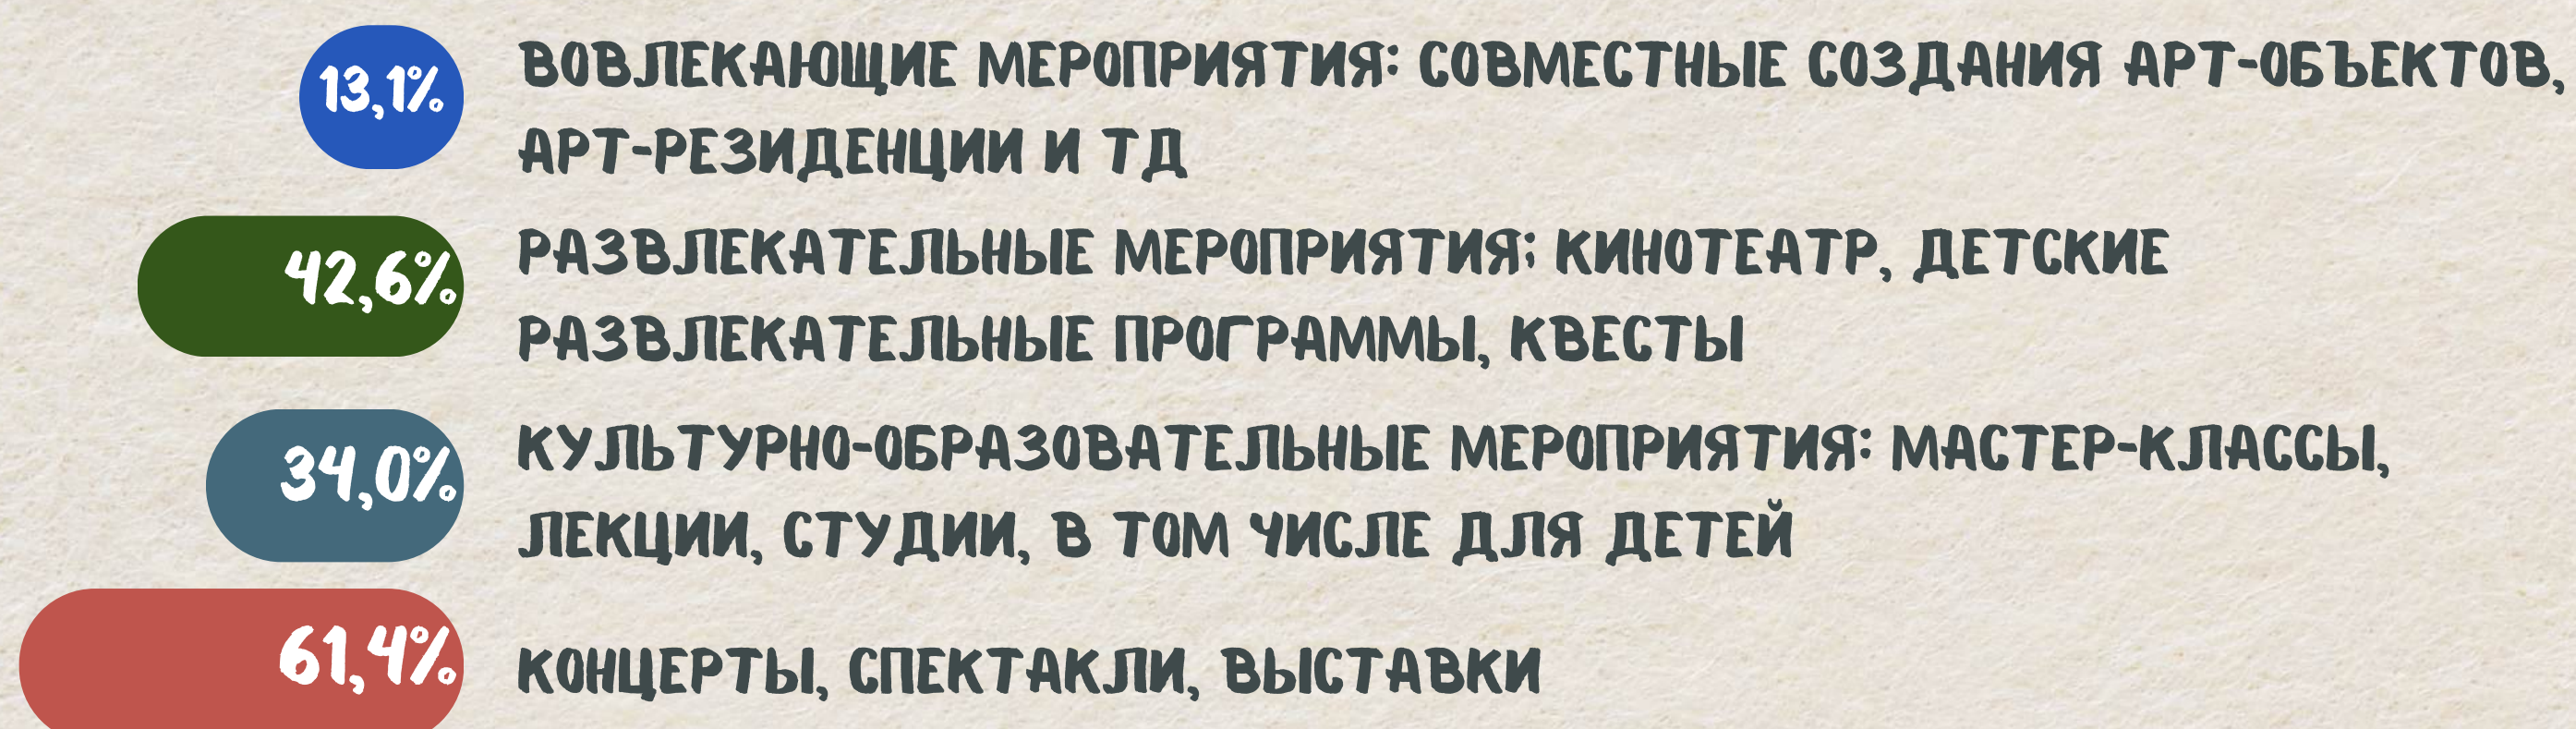 13,1%
ВОВЛЕКАЮЩИЕ МЕРОПРИЯТИЯ: СОВМЕСТНЫЕ СОЗДАНИЯ АРТ-ОБЪЕКТОВ,
АРТ-РЕЗИДЕНЦИИ И ТД
42,6%
РАЗВЛЕКАТЕЛЬНЫЕ МЕРОПРИЯТИЯ; КИНОТЕАТР, ДЕТСКИЕ
РАЗВЛЕКАТЕЛЬНЫЕ ПРОГРАММЫ, КВЕСТЫ
34,0%
КУЛЬТУРНО-ОБРАЗОВАТЕЛЬНЫЕ МЕРОПРИЯТИЯ: МАСТЕР-КЛАССЫ,
ЛЕКЦИИ, СТУДИИ, В ТОМ ЧИСЛЕ ДЛЯ ДЕТЕЙ
61,4%
КОНЦЕРТЫ, СПЕКТАКЛИ, ВЫСТАВКИ